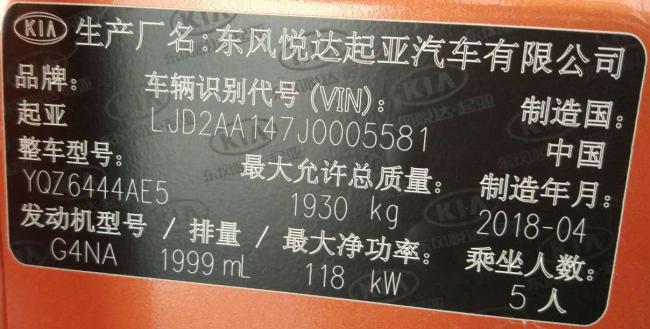 KIA 生产厂名:东风悦达起亚汽车有限公司
品牌: 车辆识别代号(VIN): 制造国:
起亚 LJD2AA147J0005581 中国
整车型号: 最大允许总质量: 制造年月:
YQZ6444AE5 1930 kg 2018-04
发动机型号 / 排量 / 最大净功率: 乘坐人数:
G4NA 1999 mL 118 kW 5 人